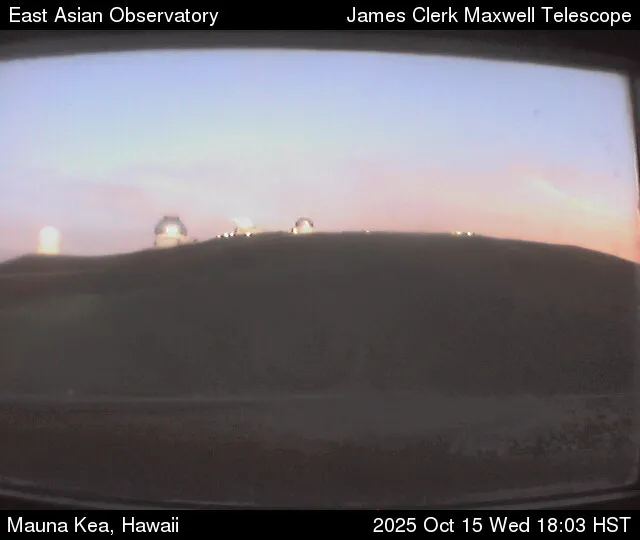 East Asian Observatory
James Clerk Maxwell Telescope
Mauna Kea, Hawaii
2025 Oct 15 Wed 18:03 HST